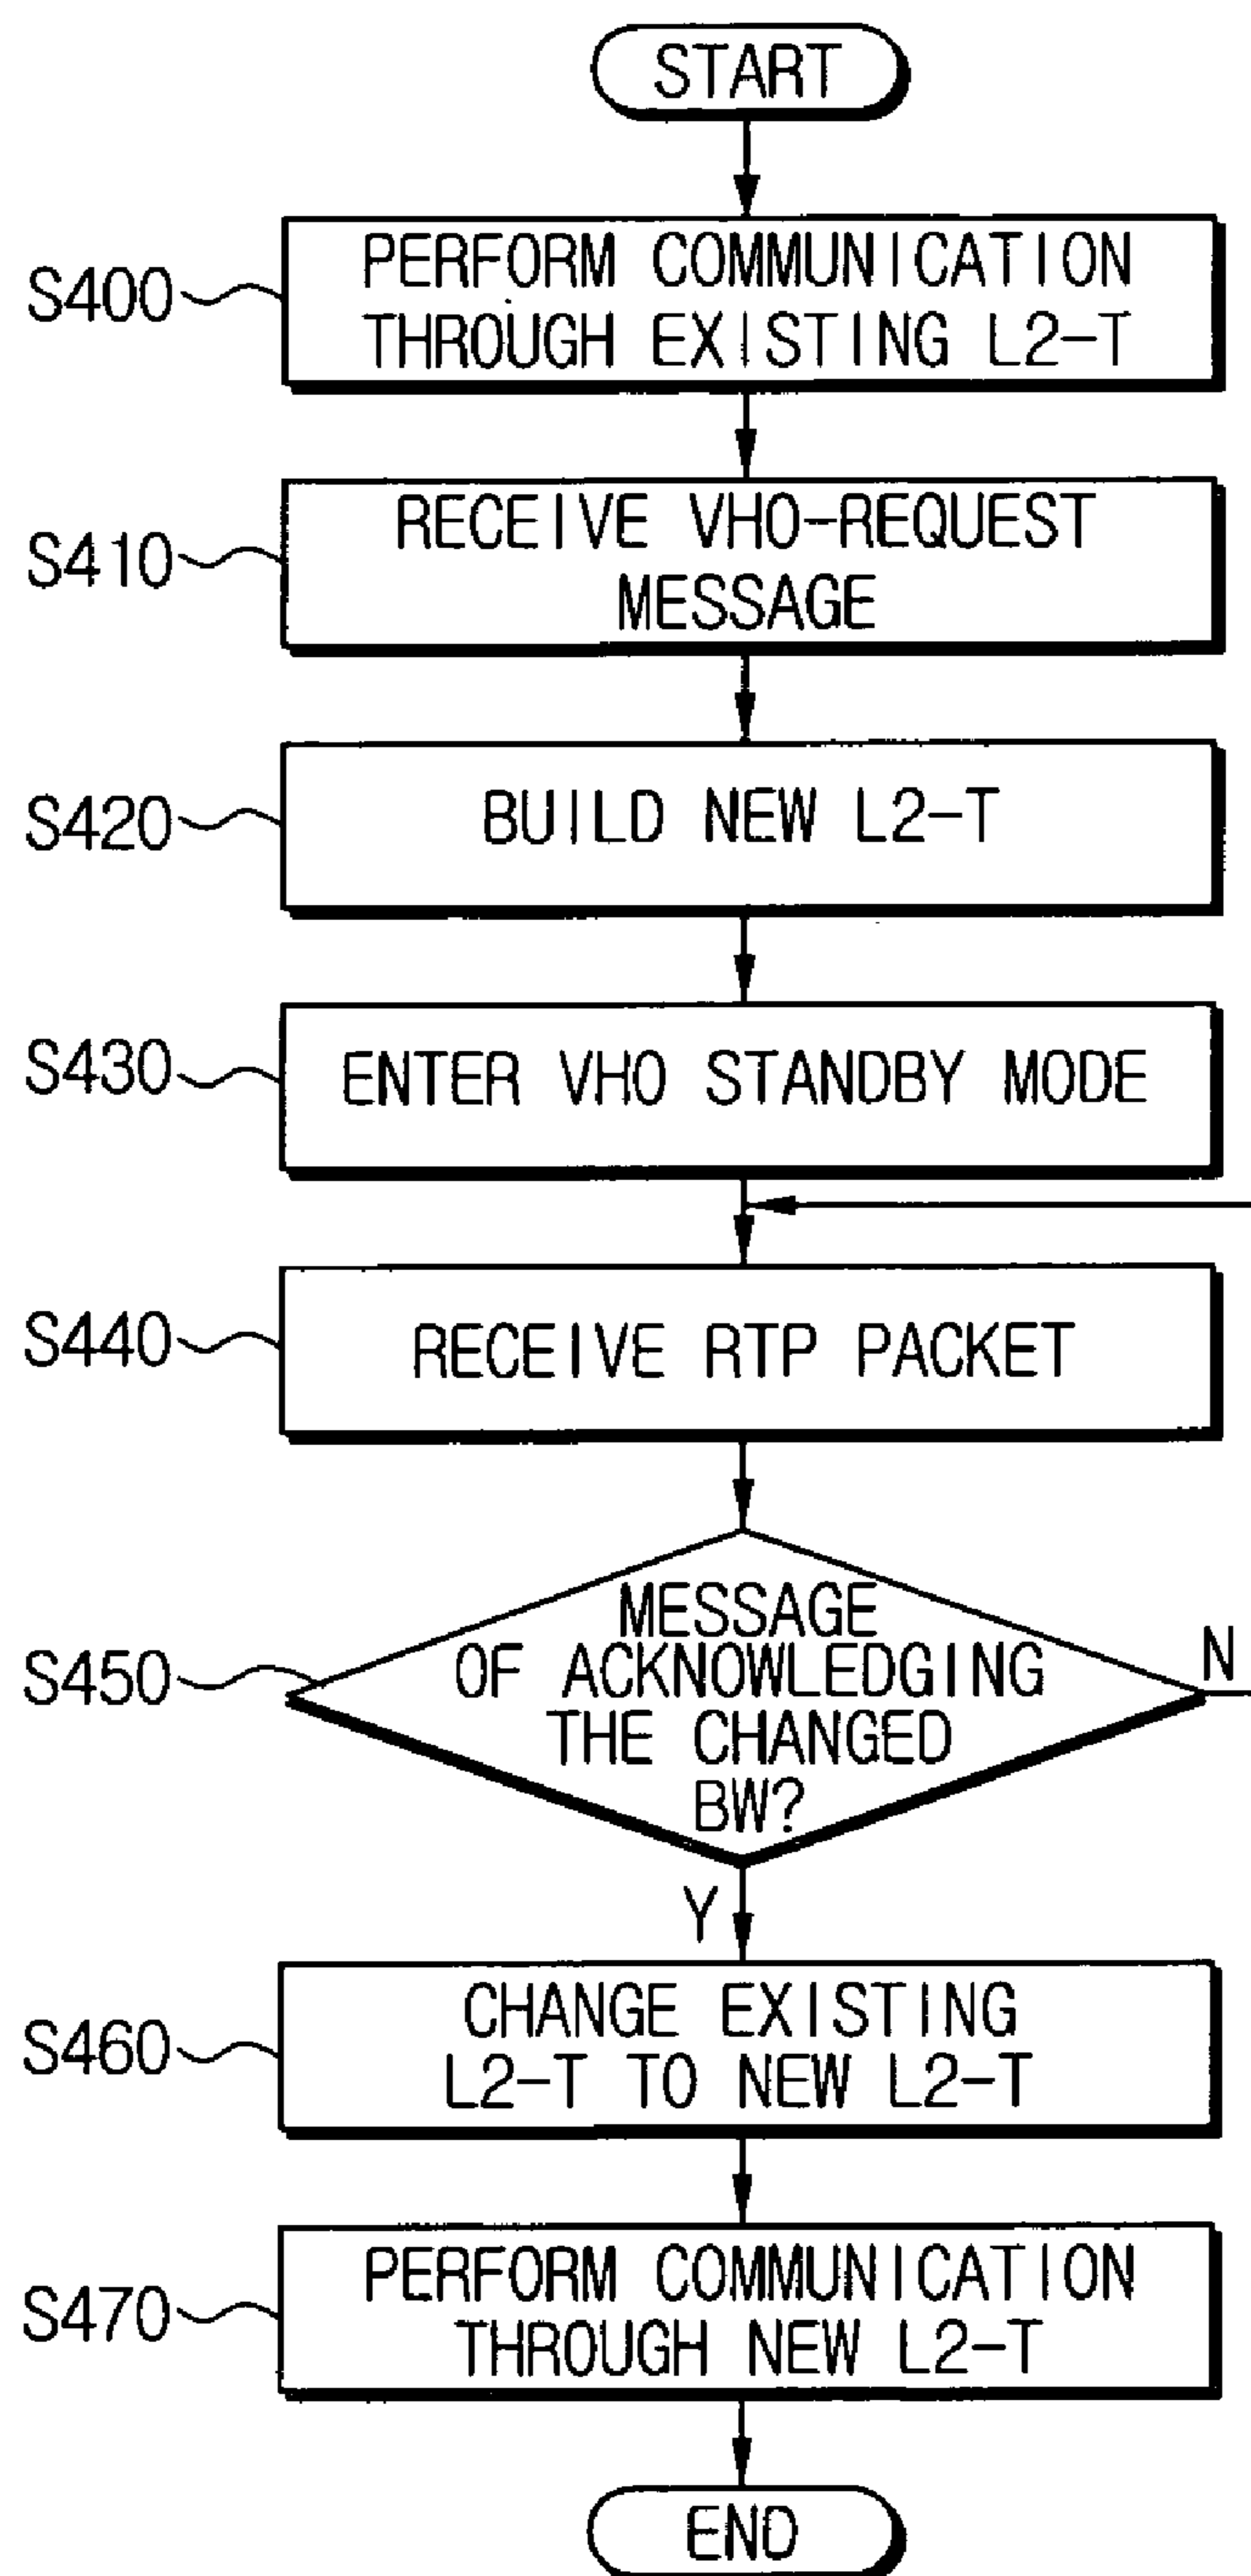 START
S400
PERFORM COMMUNICATION
THROUGH EXISTING L2-T
S410
RECEIVE VHO-REQUEST
MESSAGE
S420
BUILD NEW L2-T
S430
ENTER VHO STANDBY MODE
S440
RECEIVE RTP PACKET
S450
MESSAGE
OF ACKNOWLEDGING
THE CHANGED
BW?
N
Y
S460
CHANGE EXISTING
L2-T TO NEW L2-T
S470
PERFORM COMMUNICATION
THROUGH NEW L2-T
END